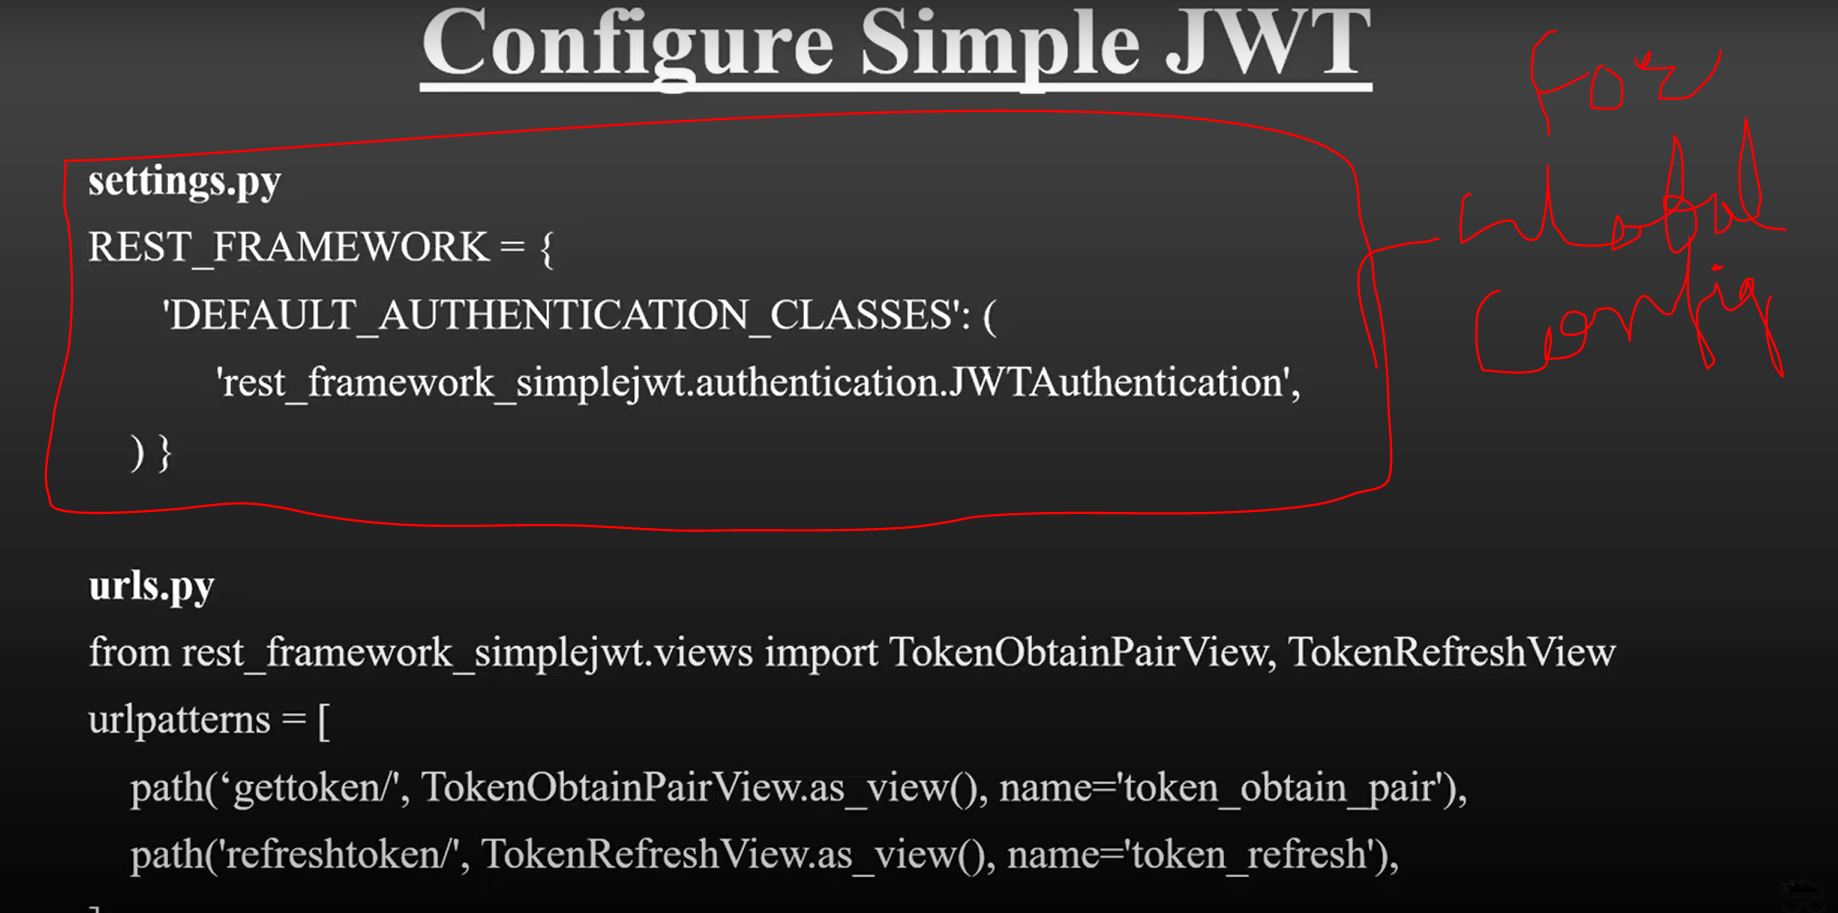 Configure Simple JWT
settings.py
REST_FRAMEWORK = {
'DEFAULT_AUTHENTICATION_CLASSES': (
'rest_framework_simplejwt.authentication.JWTAuthentication',
) }
For
Global
Config
urls.py
from rest_framework_simplejwt.views import TokenObtainPairView, TokenRefreshView
urlpatterns = [
path(‘gettoken/', TokenObtainPairView.as_view(), name='token_obtain_pair'),
path('refreshtoken/', TokenRefreshView.as_view(), name='token_refresh'),
]